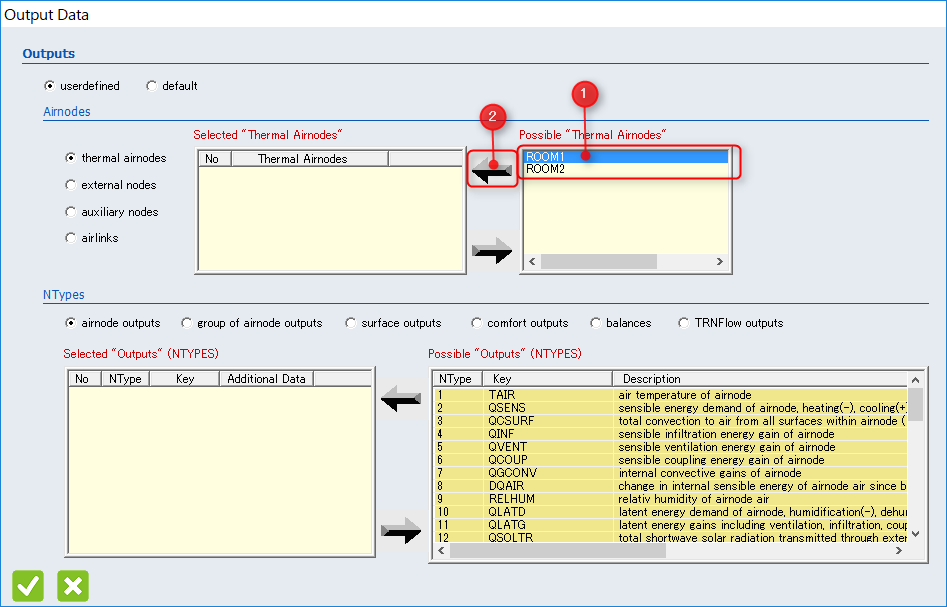 Output Data
Outputs
userdefined default
Airnodes
1
2
Selected "Thermal Airnodes" Possible "Thermal Airnodes"
thermal airnodes
external nodes
auxiliary nodes
airlinks
No Thermal Airnodes
ROOM1
ROOM2
NTypes
airnode outputs group of airnode outputs surface outputs comfort outputs balances TRNFlow outputs
Selected "Outputs" (NTYPES) Possible "Outputs" (NTYPES)
No NType Key Additional Data
NType Key Description
1 TAIR air temperature of airnode
2 QSENS sensible energy demand of airnode, heating(-), cooling(+
3 QCSURF total convection to air from all surfaces within airnode (
4 QINF sensible infiltration energy gain of airnode
5 QVENT sensible ventilation energy gain of airnode
6 QCOUP sensible coupling energy gain of airnode
7 QGCONV internal convective gains of airnode
8 DQAIR change in internal sensible energy of airnode air since b
9 RELHUM relativ humidity of airnode air
10 QLATD latent energy demand of airnode, humidification(-), dehu
11 QLATG latent energy gains including ventilation, infiltration, coup
12 QSOLTR total shortwave solar radiation transmitted through exter